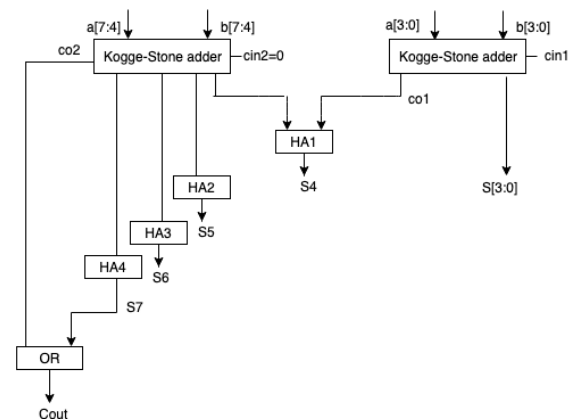 a[7:4] b[7:4] a[3:0] b[3:0]
co2 Kogge-Stone adder cin2=0 Kogge-Stone adder cin1
co1
HA1
HA2 S4 S[3:0]
HA3 S5
HA4 S6
S7
OR
Cout